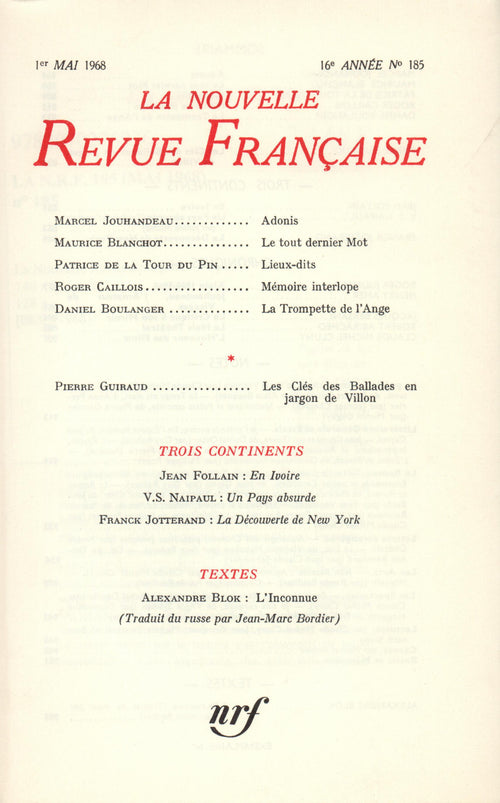 1er MAI 1968 16e ANNÉE No 185
LA NOUVELLE
REVUE FRANÇAISE
MARCEL JOUHANDEAU............. Adonis
MAURICE BLANCHOT............... Le tout dernier Mot
PATRICE DE LA TOUR DU PIN ..... Lieux-dits
ROGER CAILLOIS.................. Mémoire interlope
DANIEL BOULANGER .............. La Trompette de l'Ange
*
PIERRE GUIRAUD ................. Les Clés des Ballades en
jargon de Villon
TROIS CONTINENTS
JEAN FOLLAIN : En Ivoire
V.S. NAIPAUL : Un Pays absurde
FRANCK JOTTERAND : La Découverte de New York
TEXTES
ALEXANDRE BLOK : L'Inconnue
(Traduit du russe par Jean-Marc Bordier)
nrf